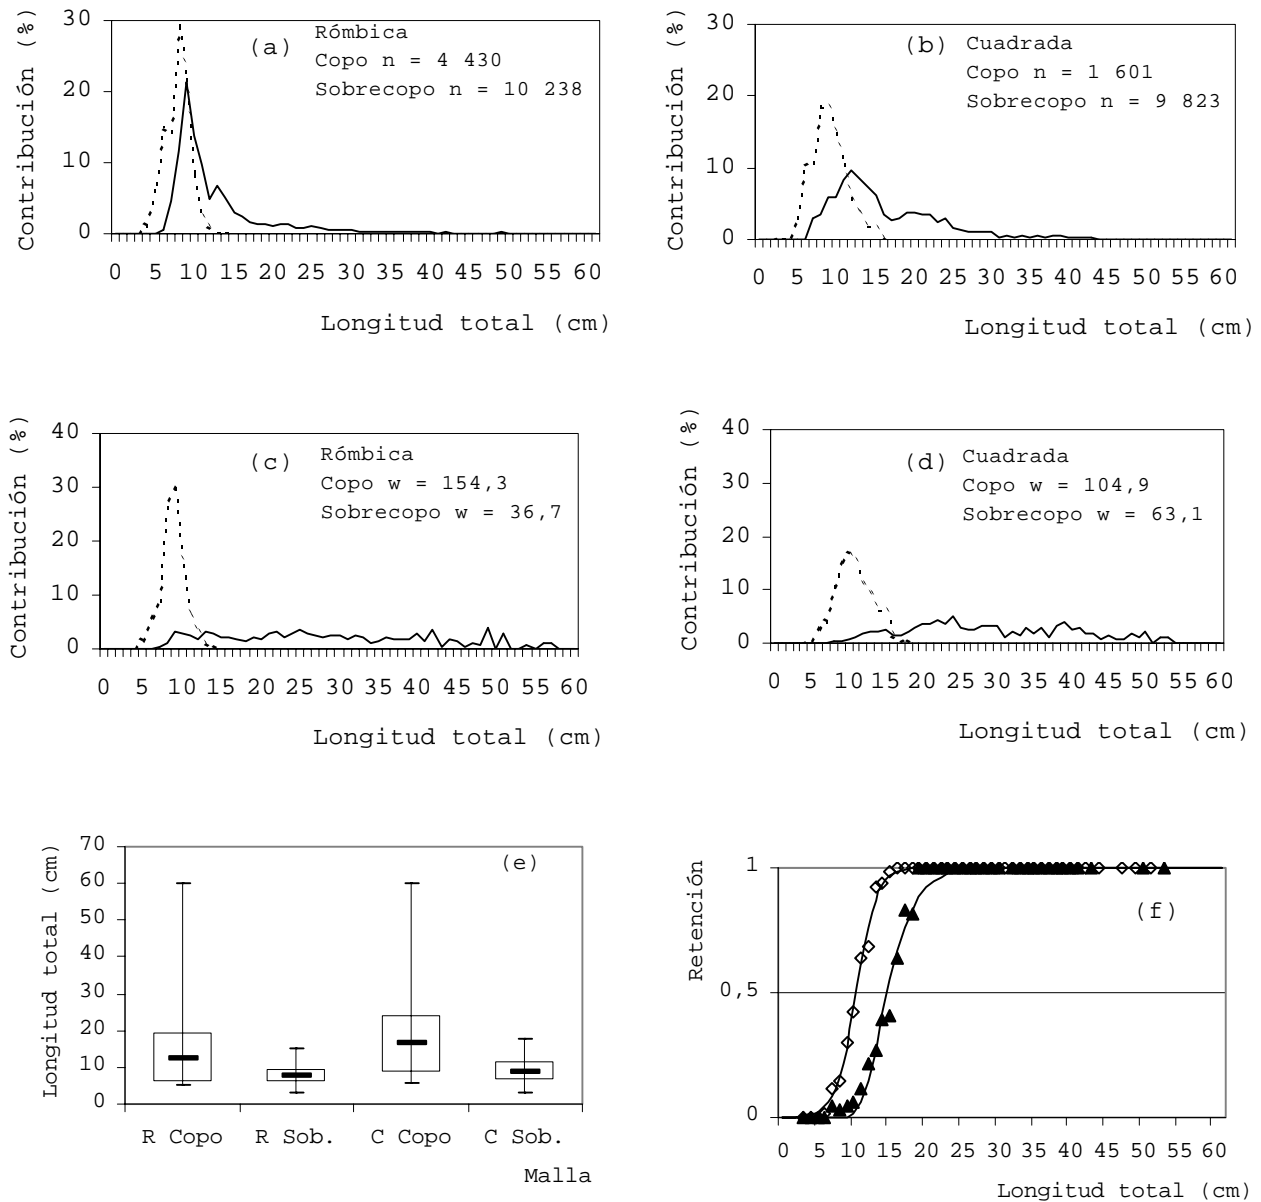 Contribución (%)
30
20
10
0
(a)
Rómbica
Copo n = 4 430
Sobrecopo n = 10 238
0 5 10 15 20 25 30 35 40 45 50 55 60
Longitud total (cm)
Contribución (%)
30
20
10
0
(b)
Cuadrada
Copo n = 1 601
Sobrecopo n = 9 823
0 5 10 15 20 25 30 35 40 45 50 55 60
Longitud total (cm)
Contribución (%)
40
30
20
10
0
(c)
Rómbica
Copo w = 154,3
Sobrecopo w = 36,7
0 5 10 15 20 25 30 35 40 45 50 55 60
Longitud total (cm)
Contribución (%)
40
30
20
10
0
(d)
Cuadrada
Copo w = 104,9
Sobrecopo w = 63,1
0 5 10 15 20 25 30 35 40 45 50 55 60
Longitud total (cm)
Longitud total (cm)
70
60
50
40
30
20
10
0
(e)
R Copo R Sob. C Copo C Sob.
Malla
Retención
1
0,5
0
(f)
0 5 10 15 20 25 30 35 40 45 50 55 60
Longitud total (cm)